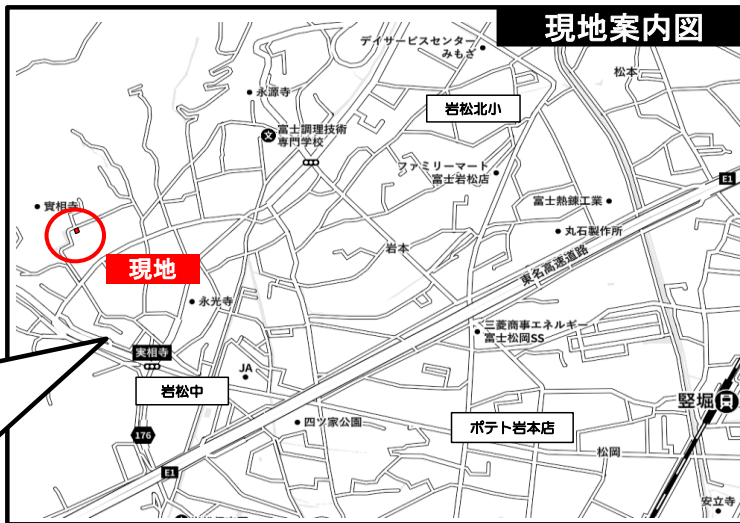 現地案内図
デイサービスセンター
みもざ
松本
永源寺
岩松北小
富士調理技術
専門学校
文
ファミリーマート
富士岩松店
E1
實相寺
富士熱錬工業
丸石製作所
岩本
東名高速道路
現地
永光寺
三菱商事エネルギー
富士松岡SS
実相寺
JA
岩松中
竪堀
四ツ家公園
ポテト岩本店
176
松岡
E1
安立寺